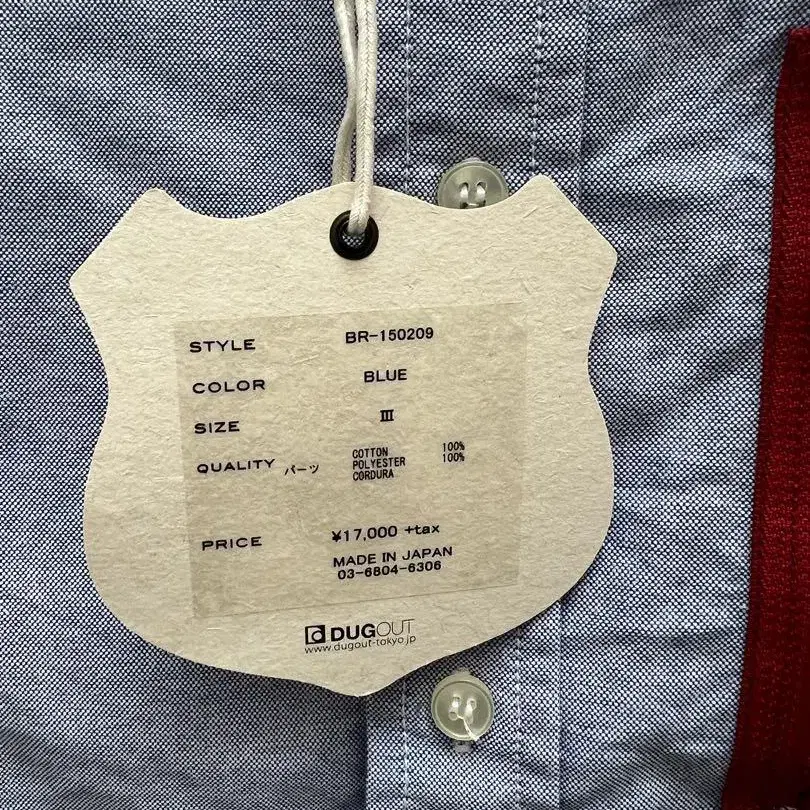 STYLE BR-150209
COLOR BLUE
SIZE III
QUALITY パーツ COTTON 100%
POLYESTER 100%
CORDURA
PRICE ¥17,000 +tax
MADE IN JAPAN
03-6804-6306
DUGOUT
www.dugout-tokyo.jp